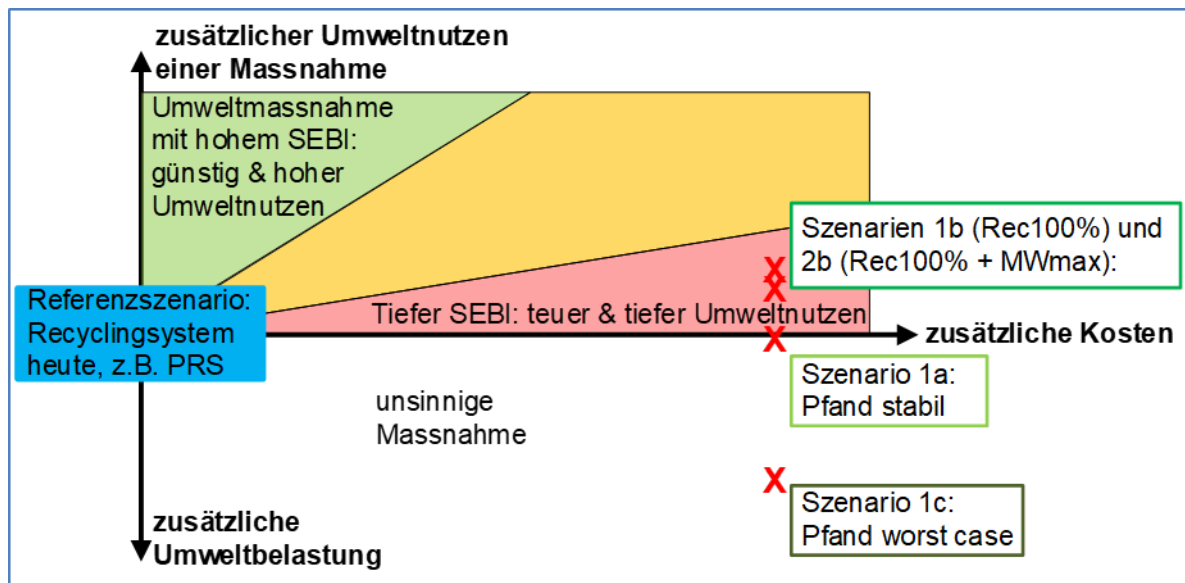 zusätzlicher Umweltnutzen
einer Massnahme
Umweltmassnahme
mit hohem SEBI:
günstig & hoher
Umweltnutzen
Szenarien 1b (Rec100%) und
2b (Rec100% + MWmax):
X
X
Referenzszenario:
Recyclingsystem
heute, z.B. PRS
Tiefer SEBI: teuer & tiefer Umweltnutzen
X
zusätzliche Kosten
Szenario 1a:
Pfand stabil
unsinnige
Massnahme
X
Szenario 1c:
Pfand worst case
zusätzliche
Umweltbelastung